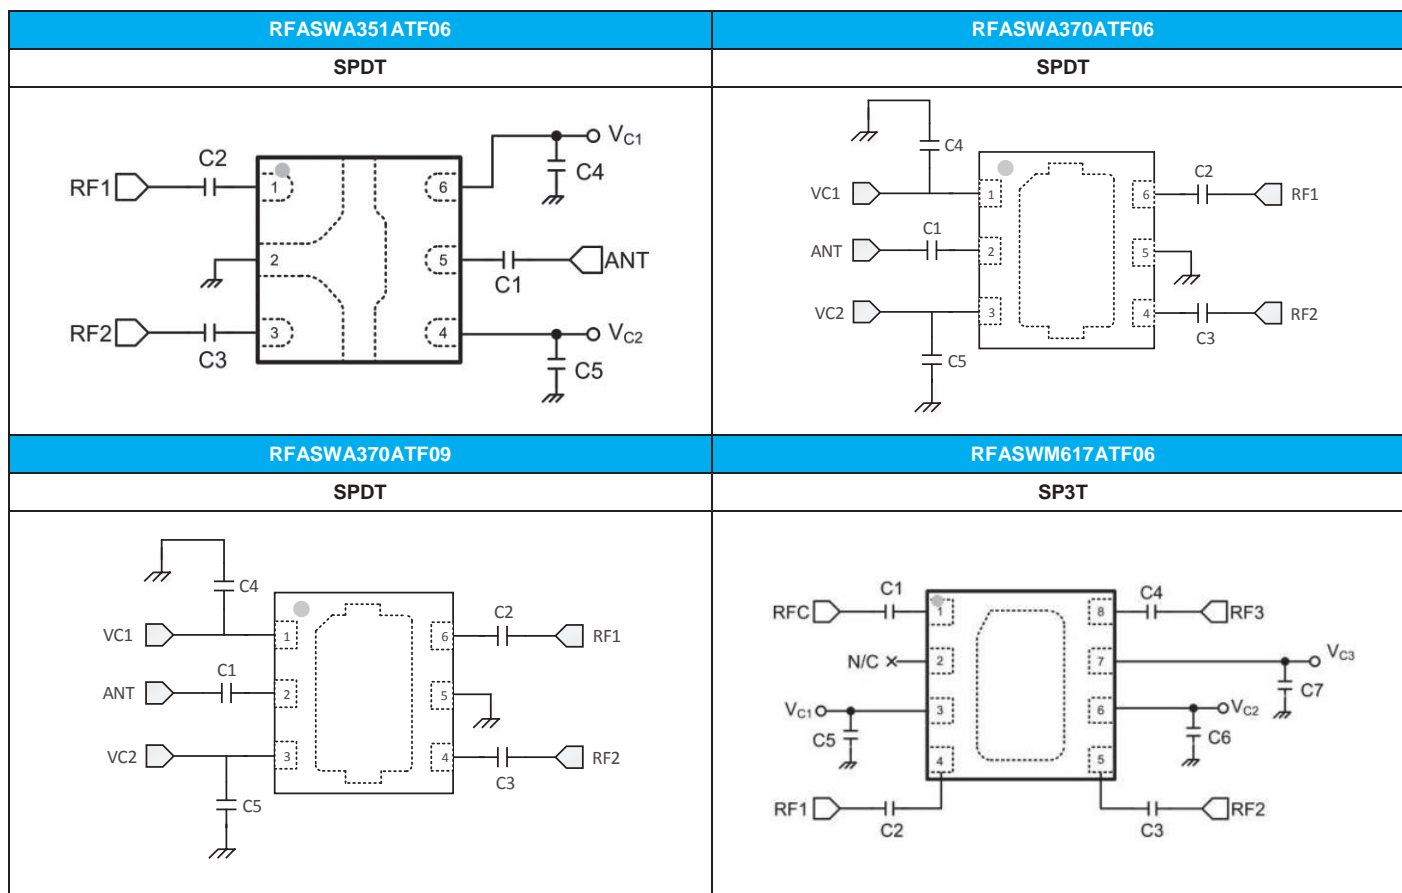 RFASWA351ATF06
RFASWA370ATF06
SPDT
SPDT
VC1
C2
C4
RF1
1
6
2
5
ANT
C1
RF2
3
4
VC2
C3
C5
C4
VC1
1
6
C2
RF1
C1
ANT
2
5
VC2
3
4
RF2
C3
C5
RFASWA370ATF09
RFASWM617ATF06
SPDT
SP3T
C4
VC1
1
6
C2
RF1
C1
ANT
2
5
VC2
3
4
RF2
C3
C5
C1
C4
RFC
1
8
RF3
N/C
2
7
VC3
C7
VC1
3
6
VC2
C5
C6
4
5
RF1
RF2
C2
C3